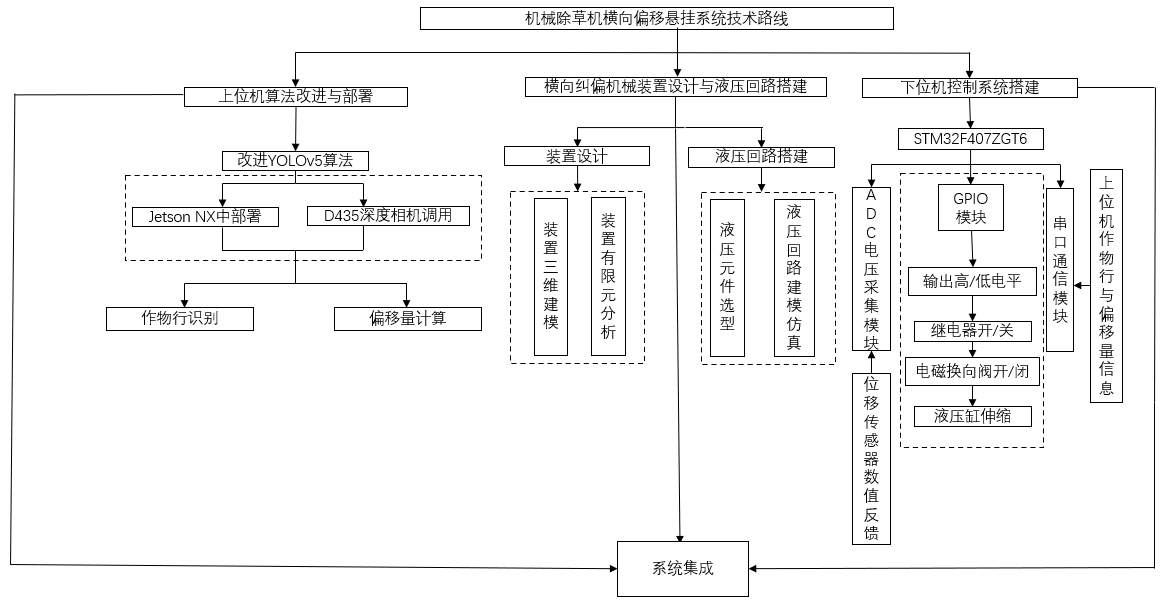 机械除草机横向偏移悬挂系统技术路线
上位机算法改进与部署
横向纠偏机械装置设计与液压回路搭建
下位机控制系统搭建
改进YOLOv5算法
Jetson NX中部署
D435深度相机调用
作物行识别
偏移量计算
装置设计
液压回路搭建
装置三维建模
装置有限元分析
液压元件选型
液压回路建模仿真
STM32F407ZGT6
ADC电压采集模块
位移传感器数值反馈
GPIO
模块
输出高/低电平
继电器开/关
电磁换向阀开/闭
液压缸伸缩
串口通信模块
上位机作物行与偏移量信息
系统集成